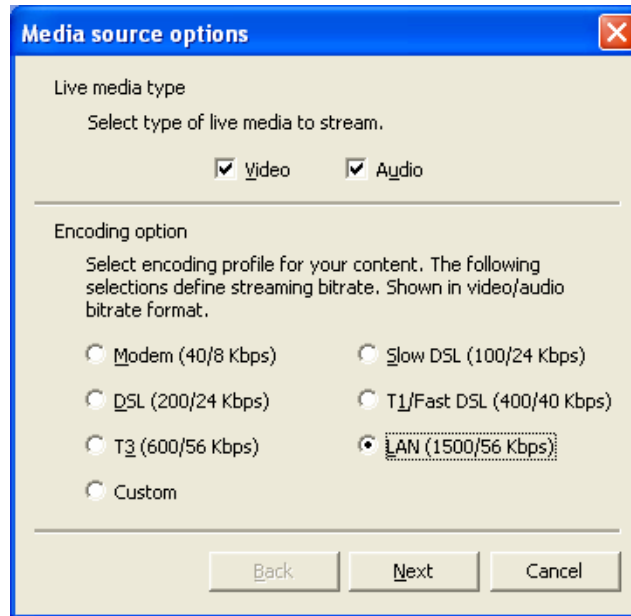 Media source options
Live media type
Select type of live media to stream.
Video Audio
Encoding option
Select encoding profile for your content. The following
selections define streaming bitrate. Shown in video/audio
bitrate format.
Modem (40/8 Kbps) Slow DSL (100/24 Kbps)
DSL (200/24 Kbps) T1/Fast DSL (400/40 Kbps)
T3 (600/56 Kbps) LAN (1500/56 Kbps)
Custom
Back Next Cancel